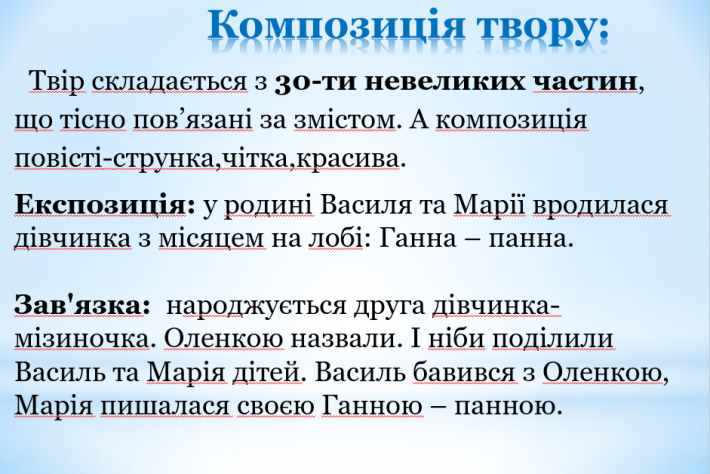 Композиція твору:
Твір складається з 30-ти невеликих частин,
що тісно пов’язані за змістом. А композиція
повісті-струнка,чітка,красива.
Експозиція: у родині Василя та Марії вродилася
дівчинка з місяцем на лобі: Ганна – панна.
Зав'язка: народжується друга дівчинка-
мізиночка. Оленкою назвали. І ніби поділили
Василь та Марія дітей. Василь бавився з Оленкою,
Марія пишалася своєю Ганною – панною.